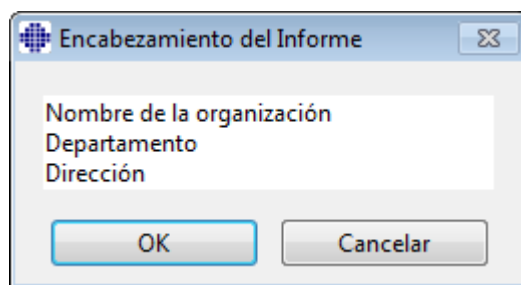 Encabezamiento del Informe
Nombre de la organización
Departamento
Dirección
OK
Cancelar